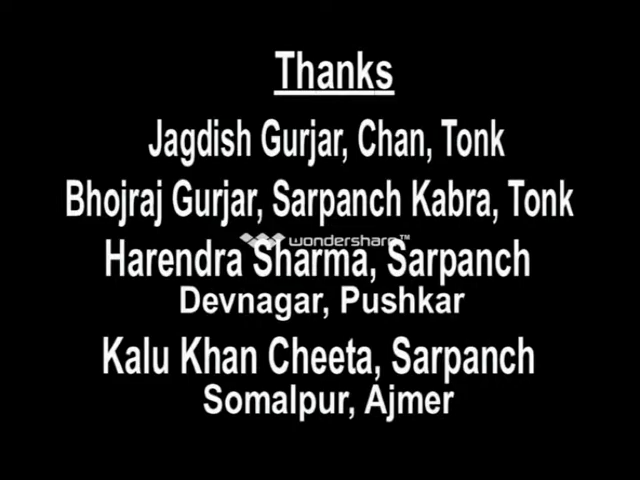 Thanks
Jagdish Gurjar, Chan, Tonk
Bhojraj Gurjar, Sarpanch Kabra, Tonk
wondershare™
Harendra Sharma, Sarpanch
Devnagar, Pushkar
Kalu Khan Cheeta, Sarpanch
Somalpur, Ajmer